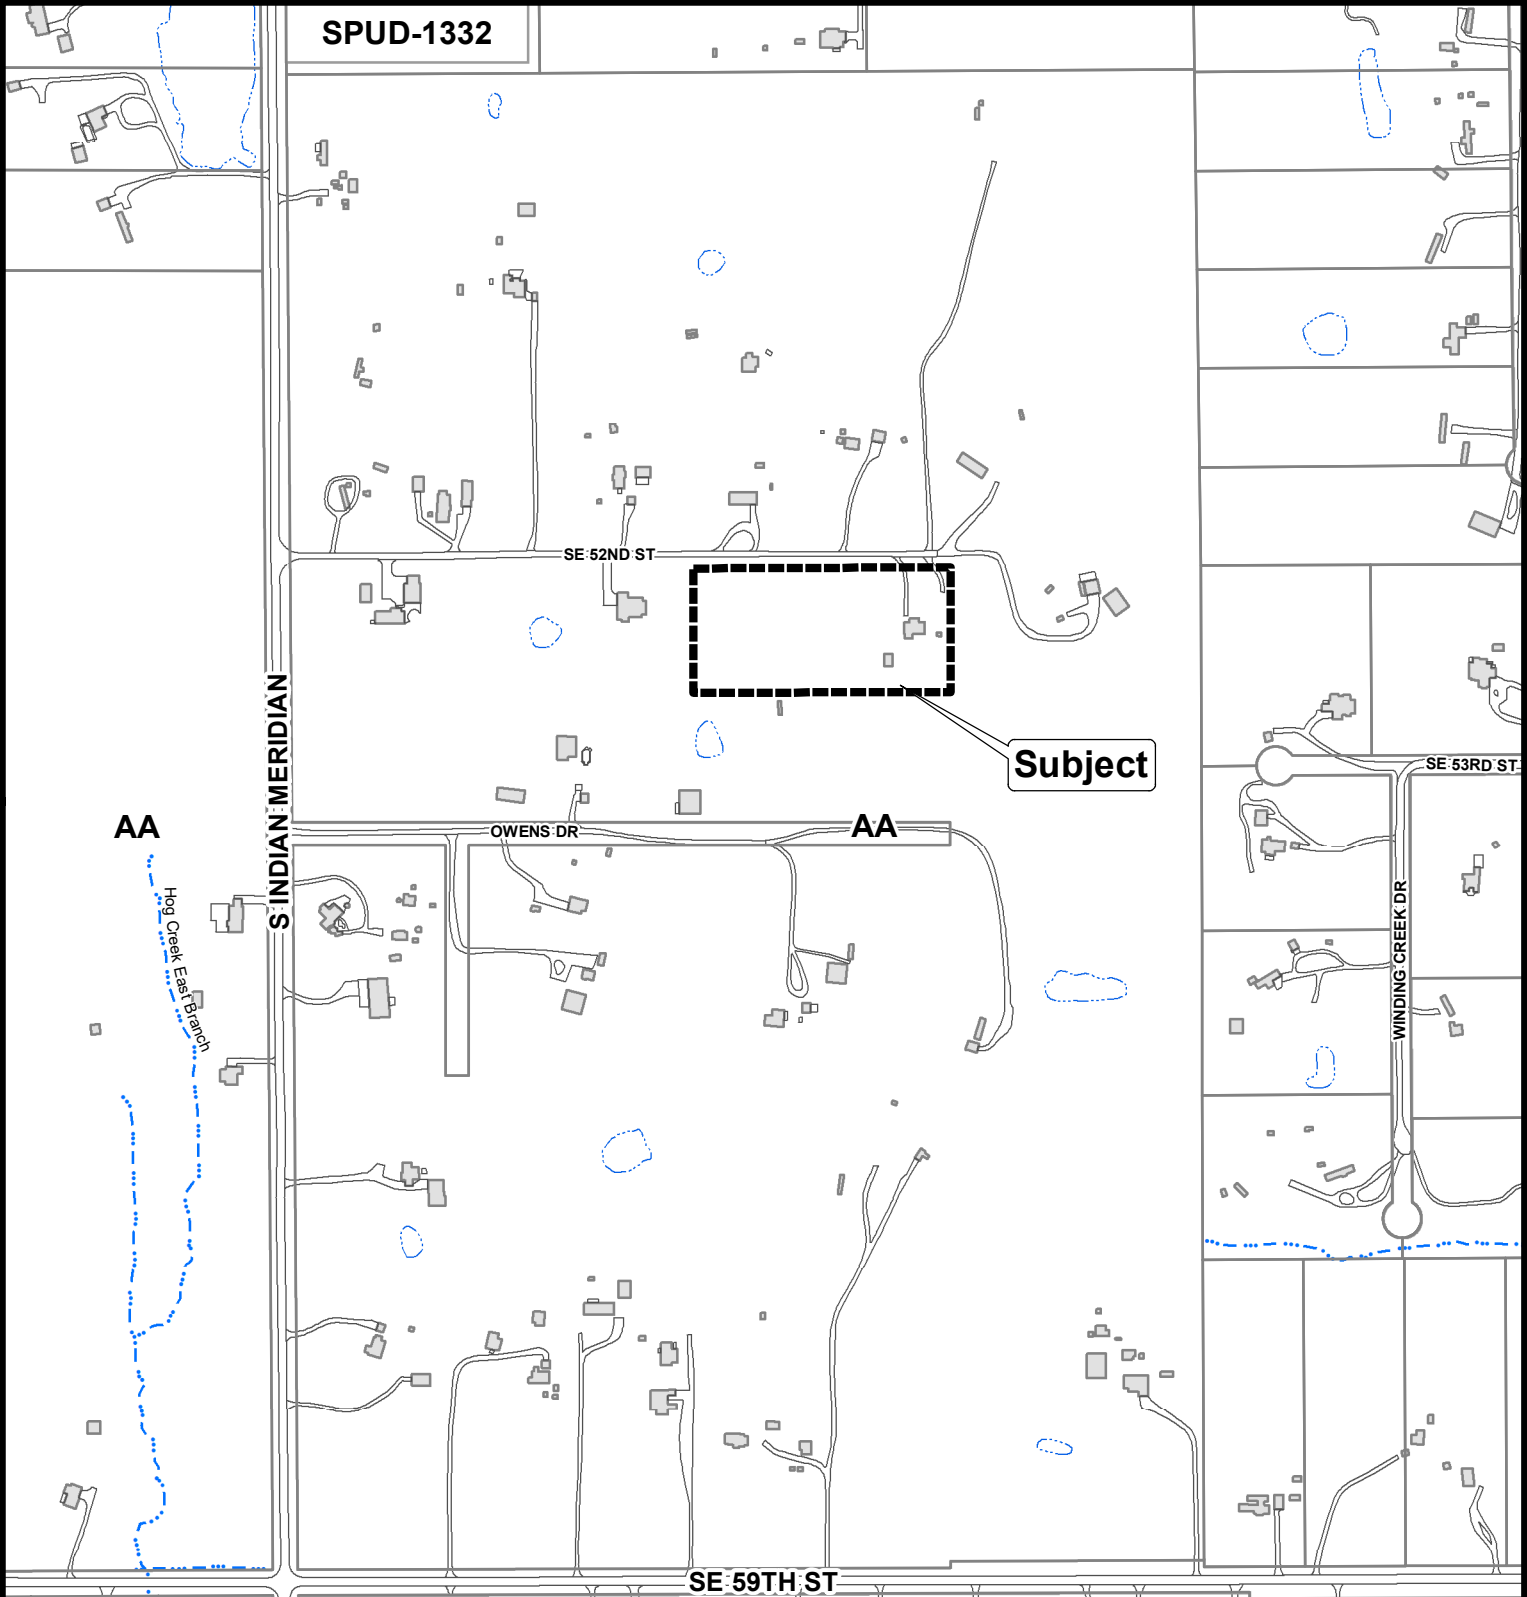 SPUD-1332
SE 52ND ST
S INDIAN MERIDIAN
Subject
SE 53RD ST
AA
OWENS DR
AA
Hog Creek East Branch
WINDING CREEK DR
SE 59TH ST